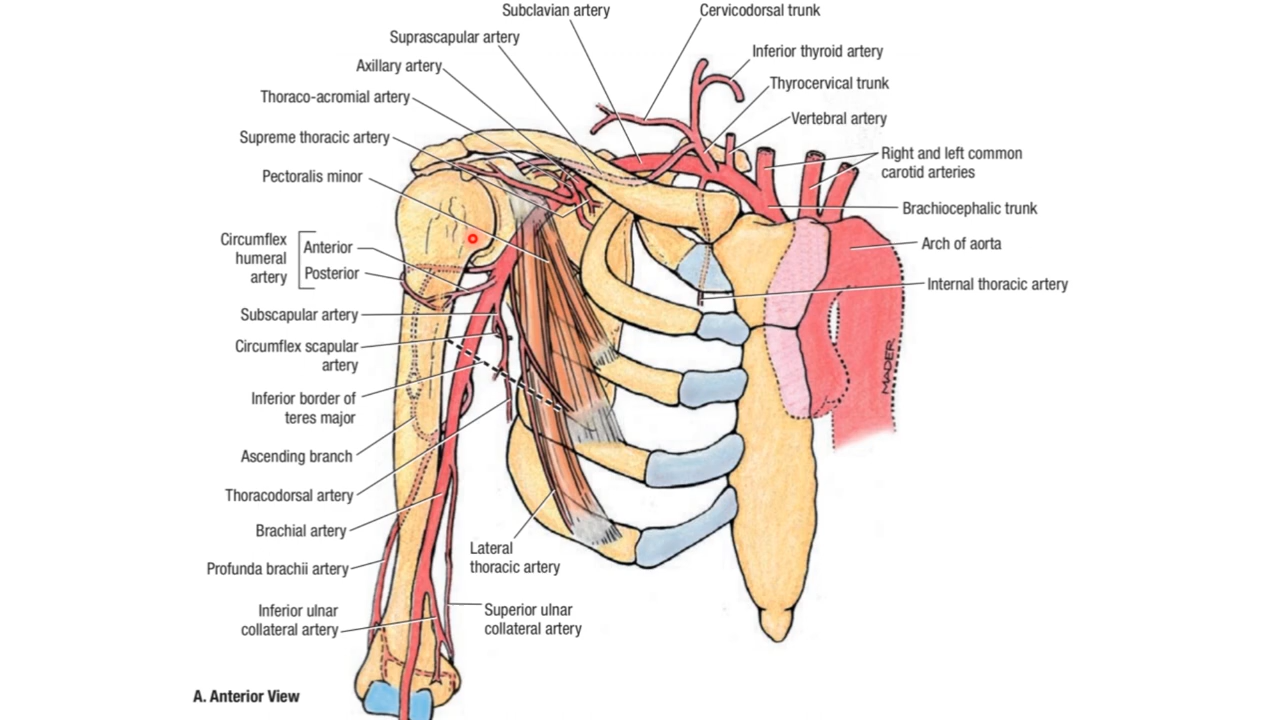 Subclavian artery
Cervicodorsal trunk
Suprascapular artery
Inferior thyroid artery
Axillary artery
Thyrocervical trunk
Thoraco-acromial artery
Vertebral artery
Supreme thoracic artery
Right and left common
carotid arteries
Pectoralis minor
Brachiocephalic trunk
Circumflex
humeral
artery
Anterior
Posterior
Arch of aorta
Internal thoracic artery
Subscapular artery
Circumflex scapular
artery
MADER
Inferior border of
teres major
Ascending branch
Thoracodorsal artery
Brachial artery
Lateral
thoracic artery
Profunda brachii artery
Inferior ulnar
collateral artery
Superior ulnar
collateral artery
A. Anterior View